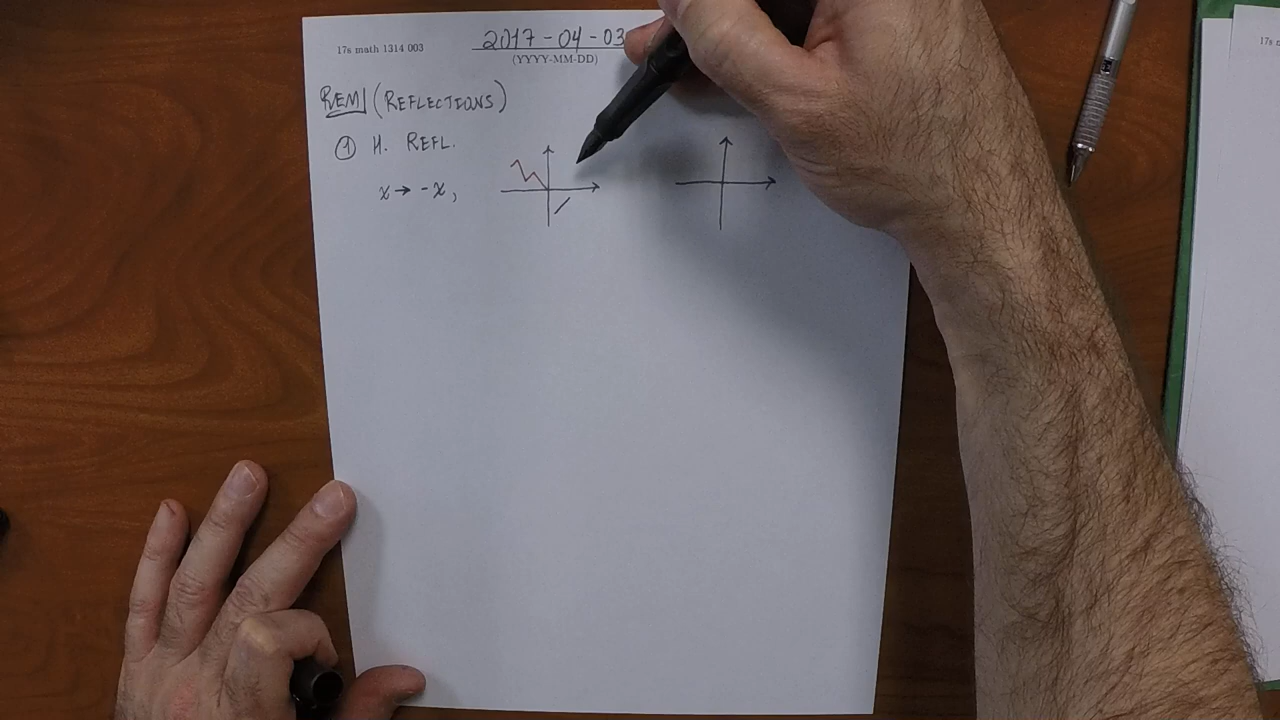 17s math 1314 003
2017-04-03
(YYYY-MM-DD)
REM (REFLECTIONS)
① H. REFL.
x → -x,